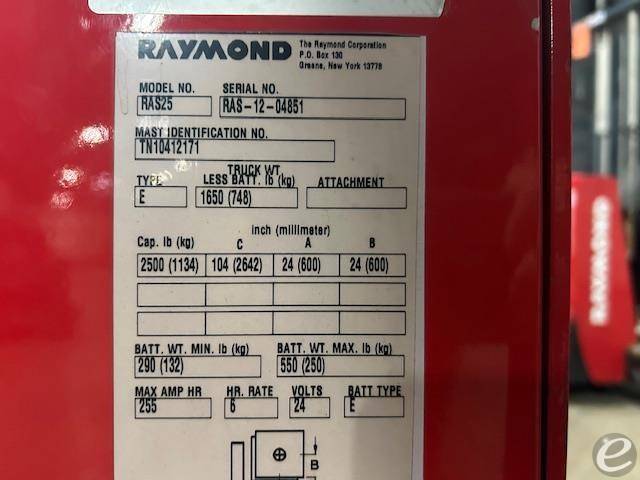 RAYMOND
The Raymond Corporation
P.O. Box 130
Greene, New York 13778
MODEL NO. SERIAL NO.
RAS25 RAS-12-04851
MAST IDENTIFICATION NO.
TN10412171
TRUCK WT.
TYPE LESS BATT. lb (kg) ATTACHMENT
E 1650 (748)
inch (millimeter)
Cap. lb (kg) C A B
2500 (1134) 104 (2642) 24 (600) 24 (600)
BATT. WT. MIN. lb (kg) BATT. WT. MAX. lb (kg)
290 (132) 550 (250)
MAX AMP HR HR. RATE VOLTS BATT TYPE
255 6 24 E
B
RAYMOND
e